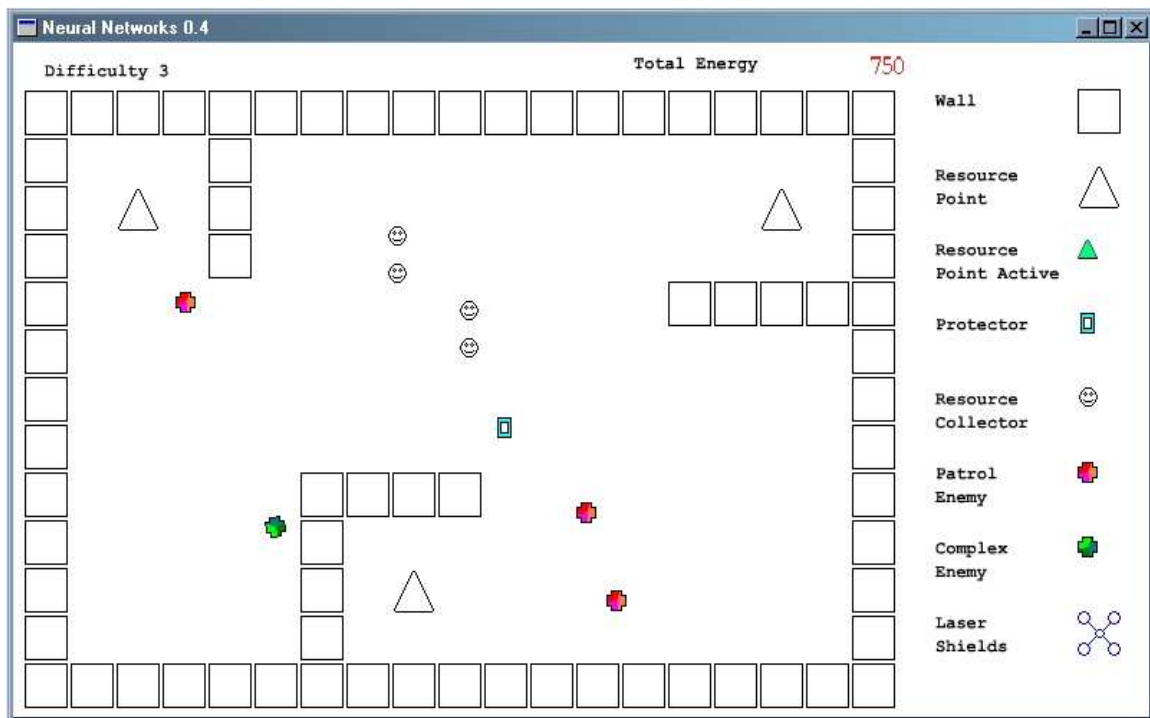 Neural Networks 0.4
Difficulty 3
Total Energy
750
Wall
Resource
Point
Resource
Point Active
Protector
Resource
Collector
Patrol
Enemy
Complex
Enemy
Laser
Shields